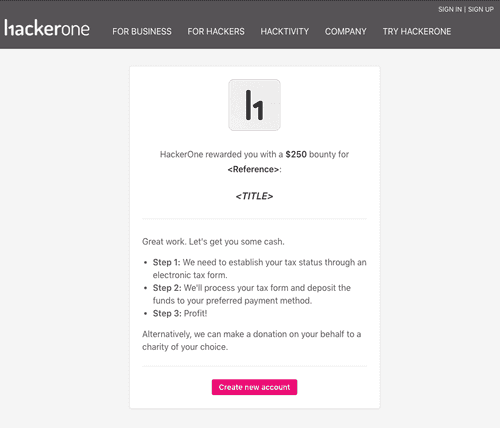 SIGN IN | SIGN UP
hackerone
FOR BUSINESS FOR HACKERS HACKTIVITY COMPANY TRY HACKERONE
h1
HackerOne rewarded you with a $250 bounty for
<Reference>:
<TITLE>
Great work. Let's get you some cash.
• Step 1: We need to establish your tax status through an
electronic tax form.
• Step 2: We'll process your tax form and deposit the
funds to your preferred payment method.
• Step 3: Profit!
Alternatively, we can make a donation on your behalf to a
charity of your choice.
Create new account